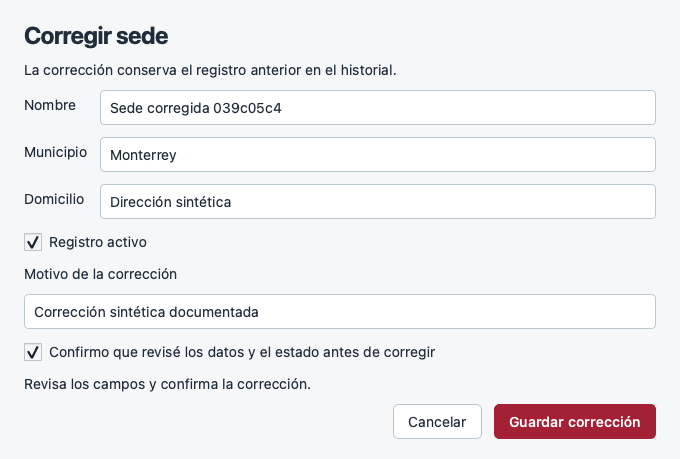 Corregir sede
La corrección conserva el registro anterior en el historial.
Nombre
Sede corregida 039c05c4
Municipio
Monterrey
Domicilio
Dirección sintética
Registro activo
Motivo de la corrección
Corrección sintética documentada
Confirmo que revisé los datos y el estado antes de corregir
Revisa los campos y confirma la corrección.
Cancelar
Guardar corrección